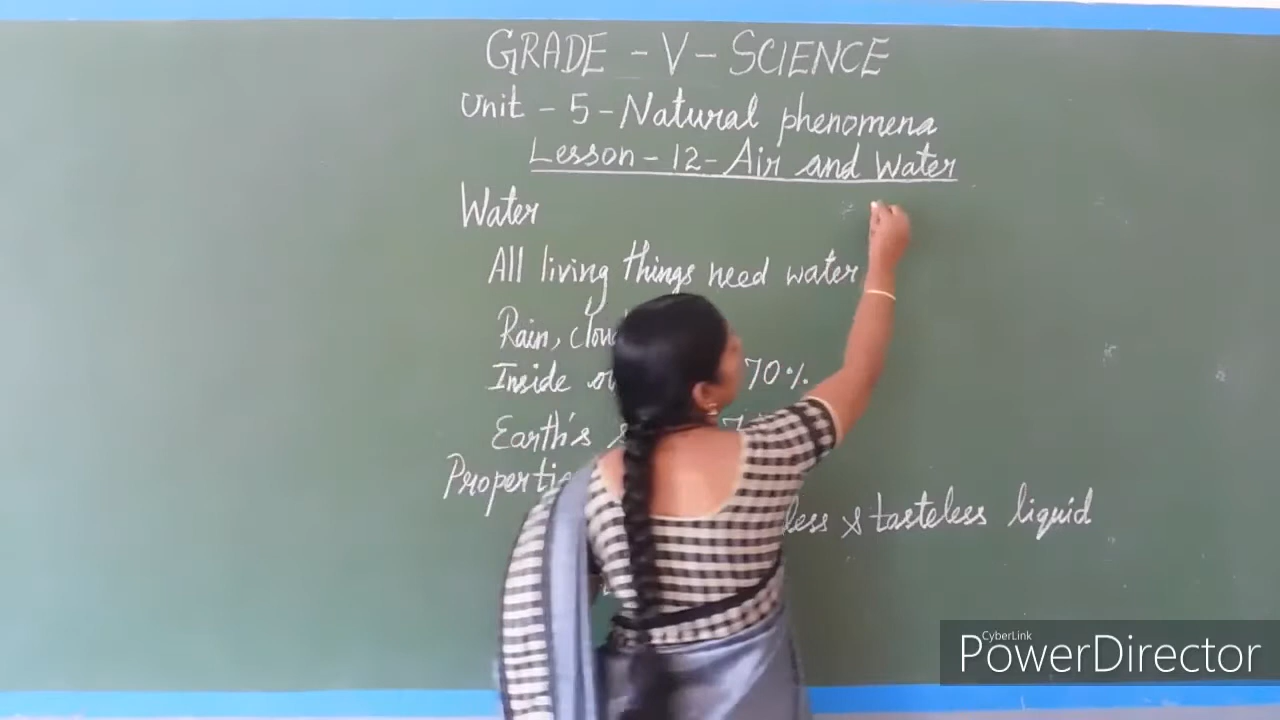 GRADE - V - SCIENCE
Unit - 5 - Natural phenomena
Lesson - 12 - Air and Water
Water
All living things need water
Rain,
Inside 70%
Earth's
less & tasteless liquid
CyberLink
PowerDirector